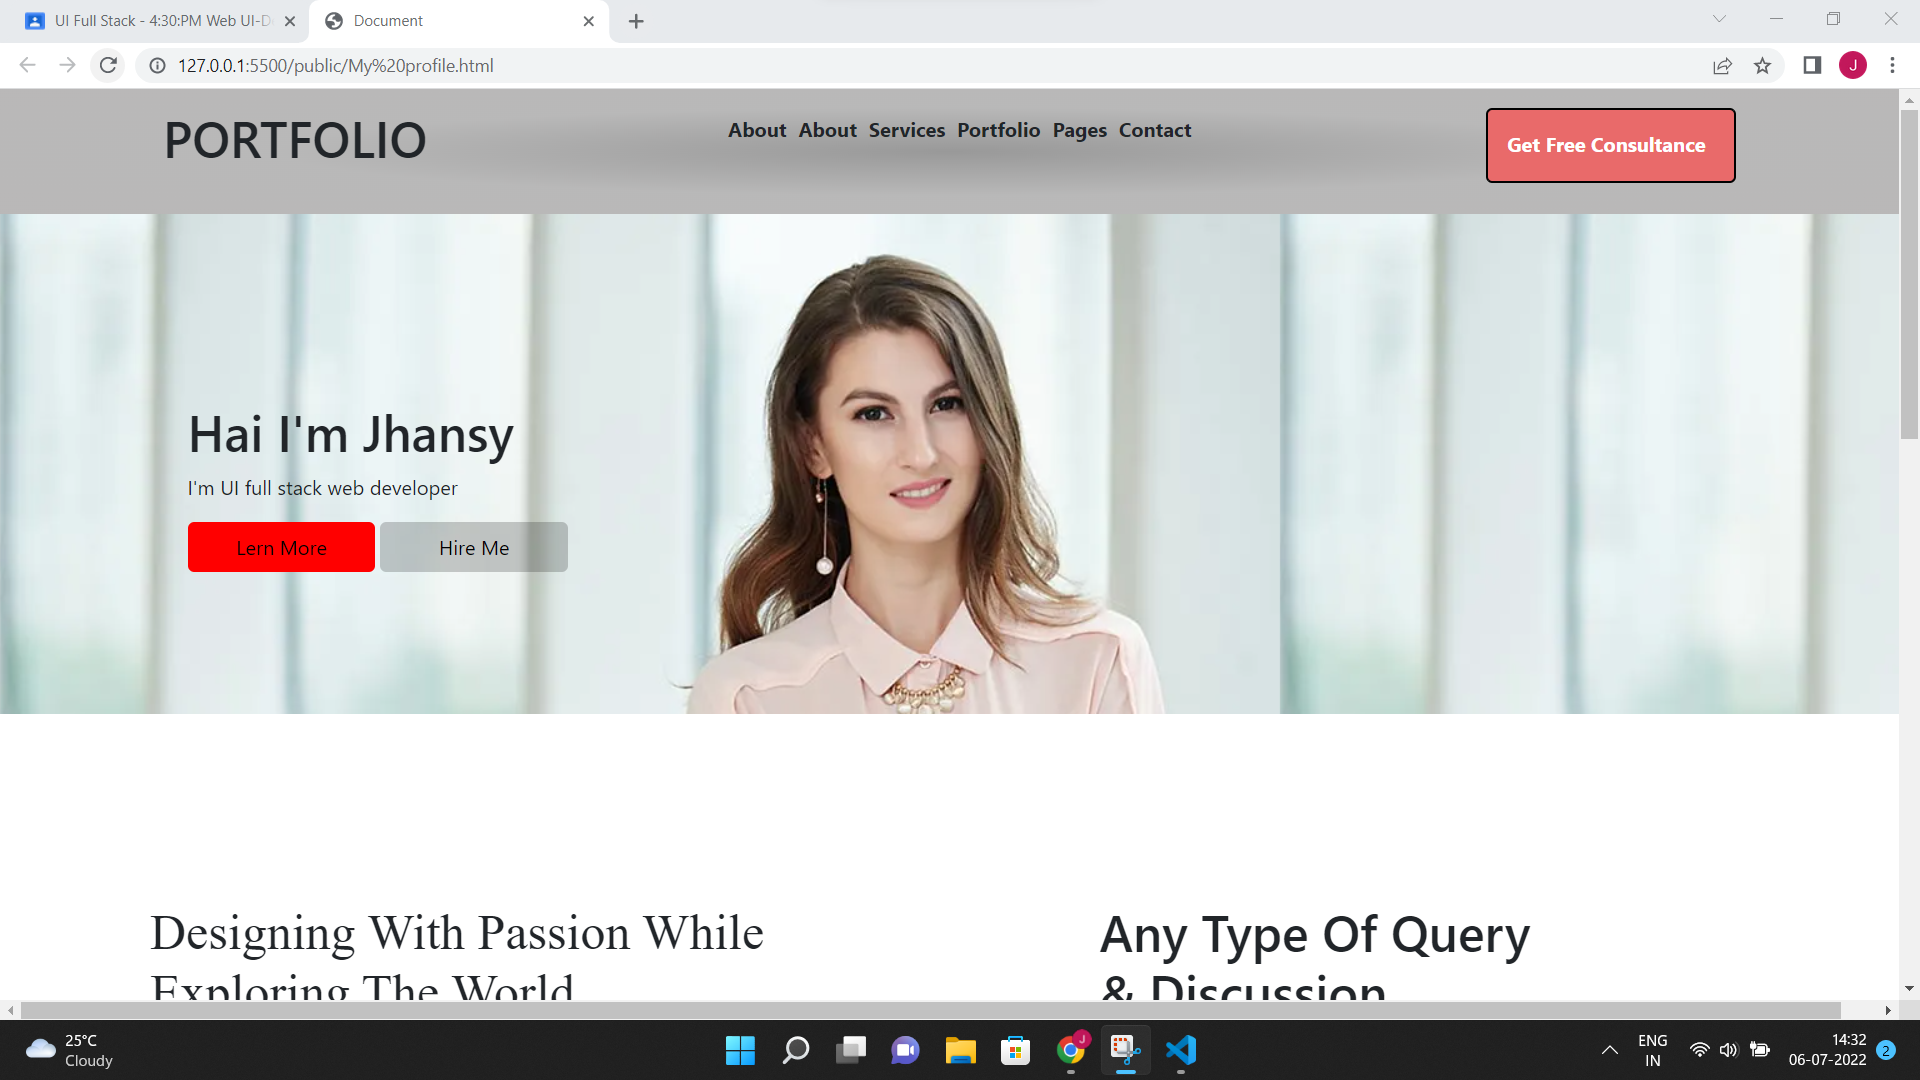 UI Full Stack - 4:30:PM Web UI-D
Document
127.0.0.1:5500/public/My%20profile.html
J
PORTFOLIO
About About Services Portfolio Pages Contact
Get Free Consultance
Hai I'm Jhansy
I'm UI full stack web developer
Lern More
Hire Me
Designing With Passion While
Exploring The World
Any Type Of Query
& Discussion
25°C
Cloudy
J
ENG
IN
14:32
06-07-2022
2